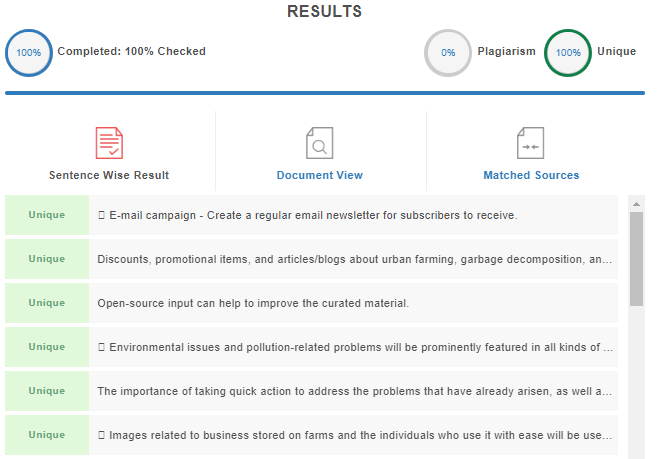 RESULTS
100% Completed: 100% Checked 0% Plagiarism 100% Unique
Sentence Wise Result Document View Matched Sources
Unique ▯ E-mail campaign - Create a regular email newsletter for subscribers to receive.
Unique Discounts, promotional items, and articles/blogs about urban farming, garbage decomposition, an...
Unique Open-source input can help to improve the curated material.
Unique ▯ Environmental issues and pollution-related problems will be prominently featured in all kinds of ...
Unique The importance of taking quick action to address the problems that have already arisen, as well a...
Unique ▯ Images related to business stored on farms and the individuals who use it with ease will be use...